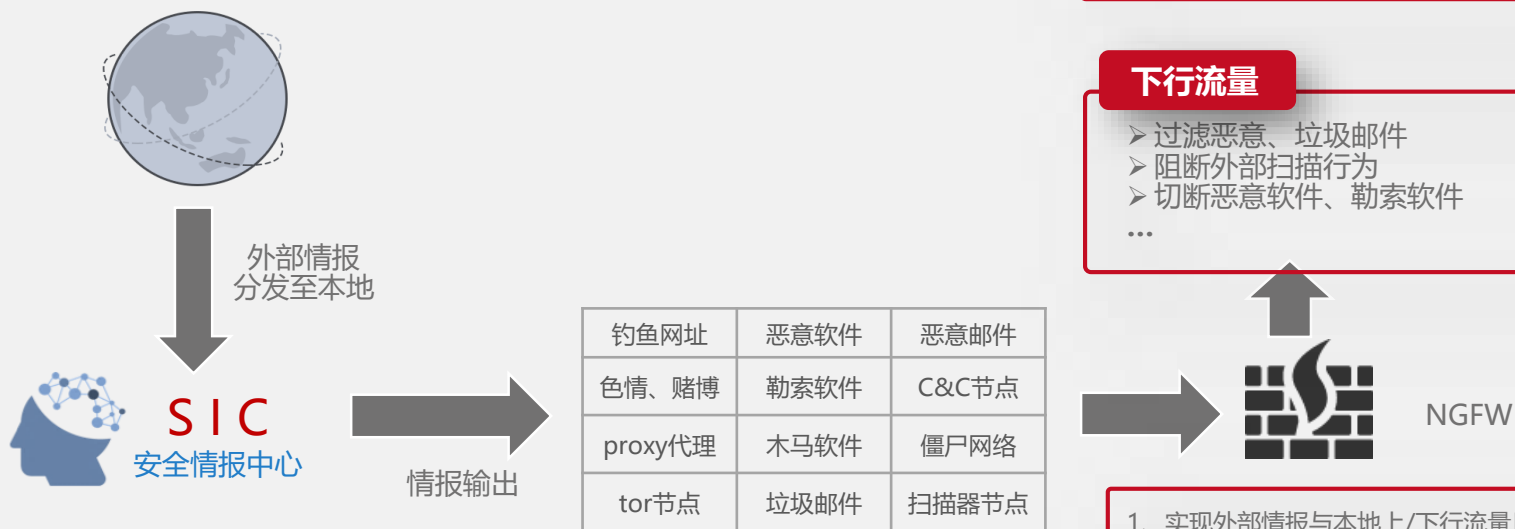 下行流量
➢过滤恶意、垃圾邮件
➢阻断外部扫描行为
➢切断恶意软件、勒索软件
...
外部情报
分发至本地
钓鱼网址 恶意软件 恶意邮件
色情、赌博 勒索软件 C&C节点
proxy代理 木马软件 僵尸网络
tor节点 垃圾邮件 扫描器节点
S I C
安全情报中心
情报输出
NGFW
1、实现外部情报与本地上/下行流量